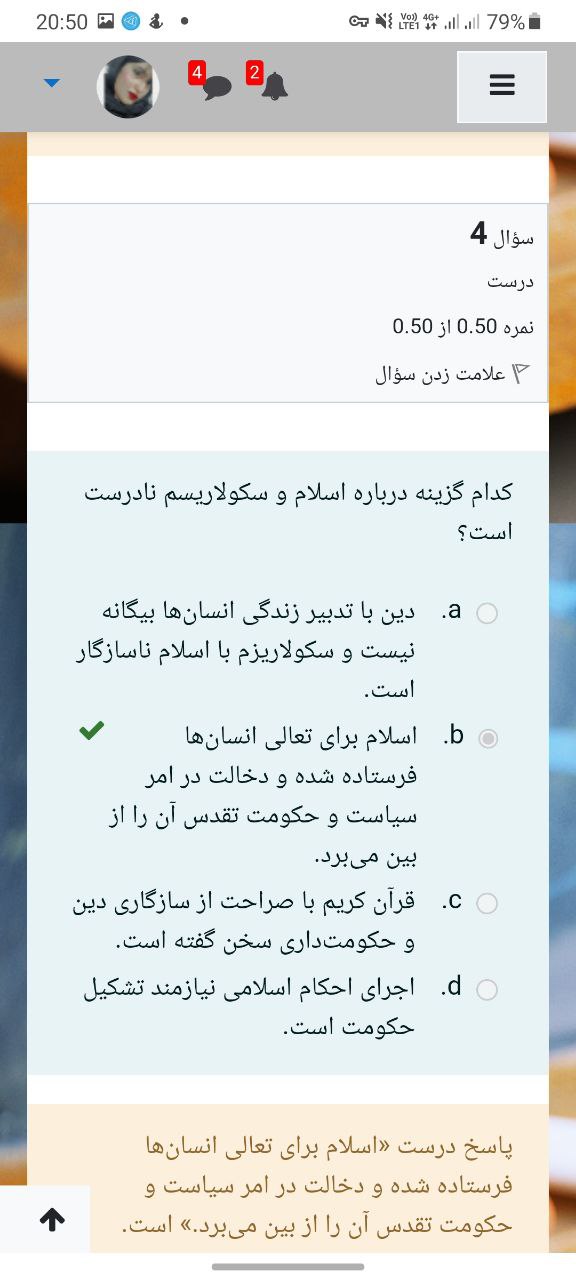 20:50
Vo)) LTE1 4G+ 79%
4 2
سؤال 4
درست
نمره 0.50 از 0.50
علامت زدن سؤال
کدام گزینه درباره اسلام و سکولاریسم نادرست
است؟
a. دین با تدبیر زندگی انسان‌ها بیگانه
نیست و سکولاریزم با اسلام ناسازگار
است.
b. اسلام برای تعالی انسان‌ها
فرستاده شده و دخالت در امر
سیاست و حکومت تقدس آن را از
بین می‌برد.
c. قرآن کریم با صراحت از سازگاری دین
و حکومت‌داری سخن گفته است.
d. اجرای احکام اسلامی نیازمند تشکیل
حکومت است.
پاسخ درست «اسلام برای تعالی انسان‌ها
فرستاده شده و دخالت در امر سیاست و
حکومت تقدس آن را از بین می‌برد.» است.